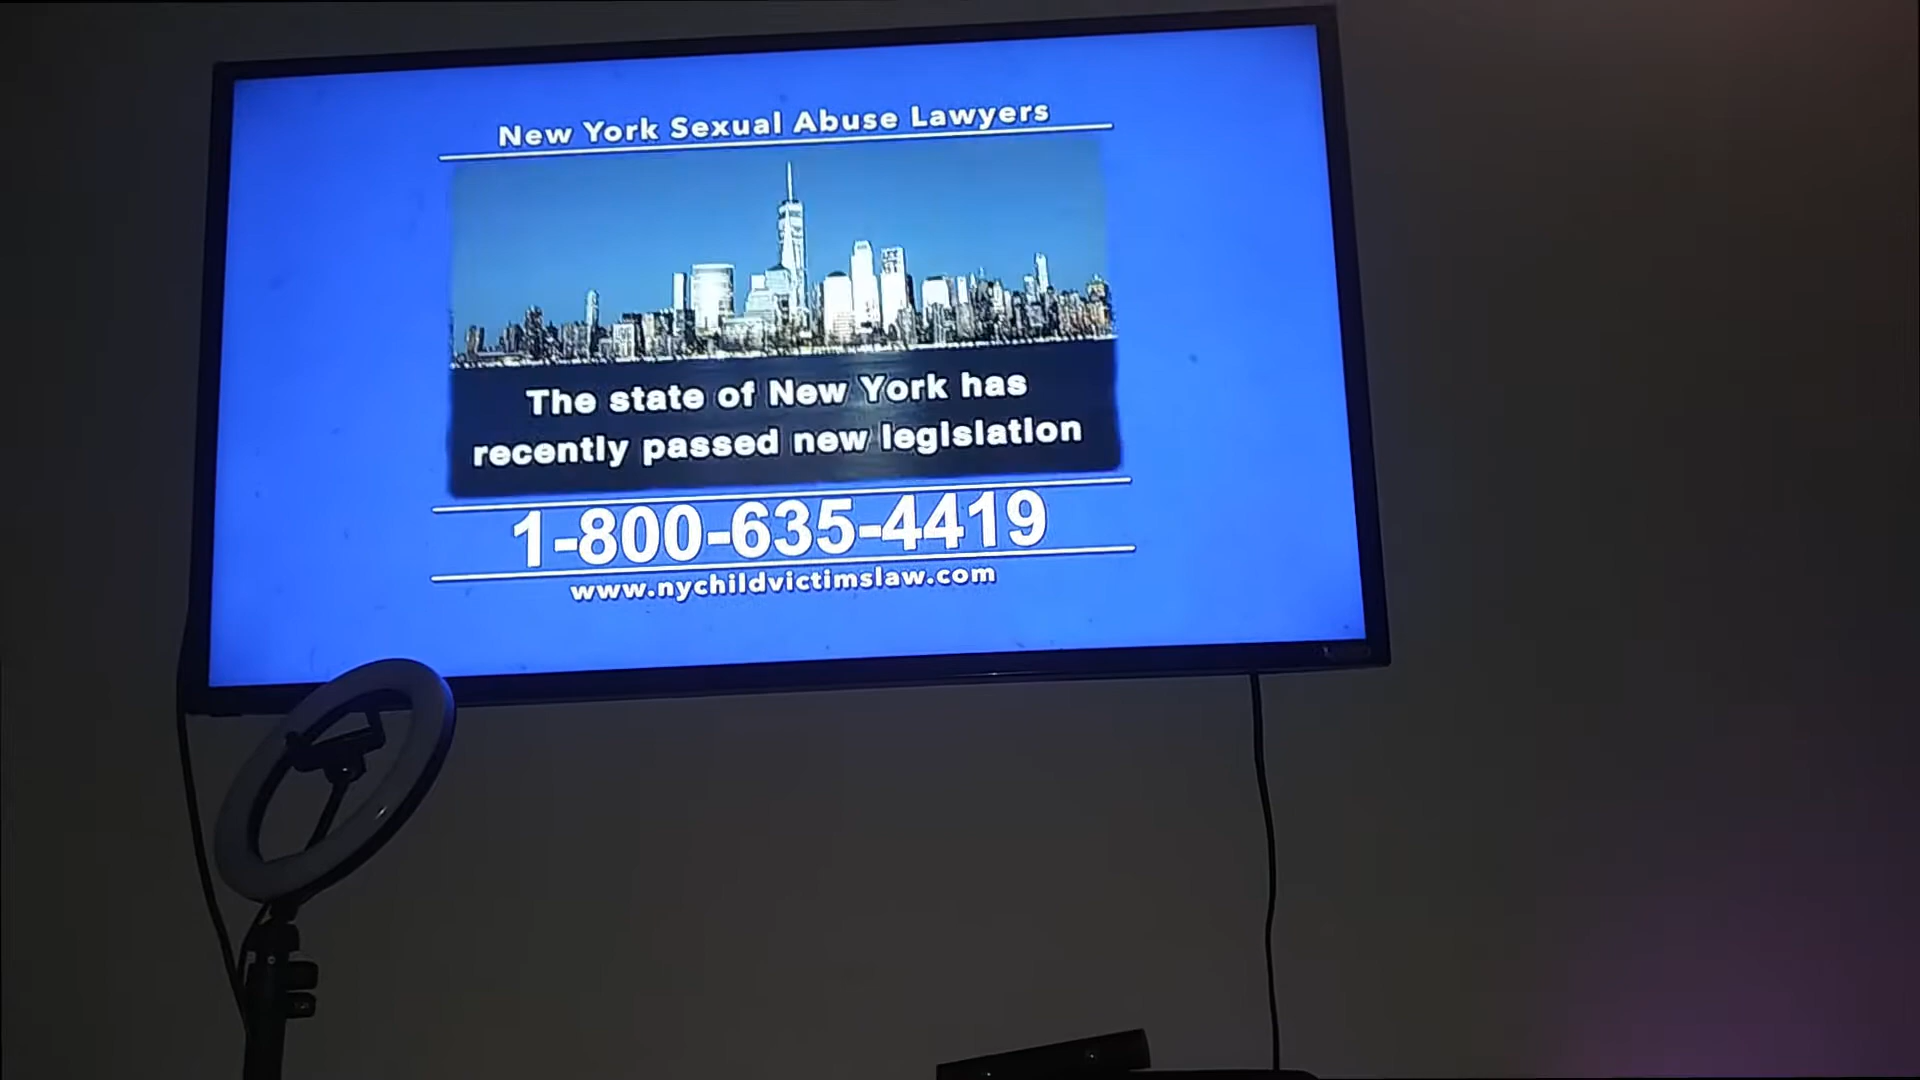 New York Sexual Abuse Lawyers
The state of New York has
recently passed new legislation
1-800-635-4419
www.nychildvictimslaw.com